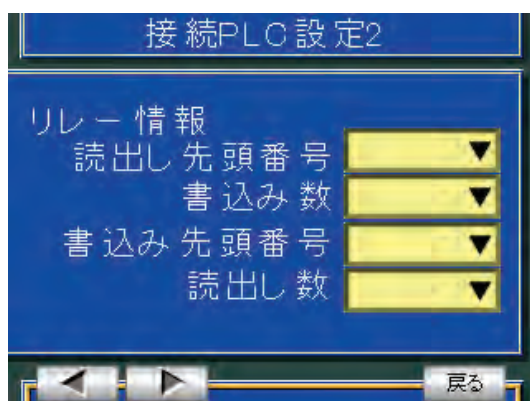 接続PLC設定2
リレー情報
読出し先頭番号
書込み数
書込み先頭番号
読出し数
戻る